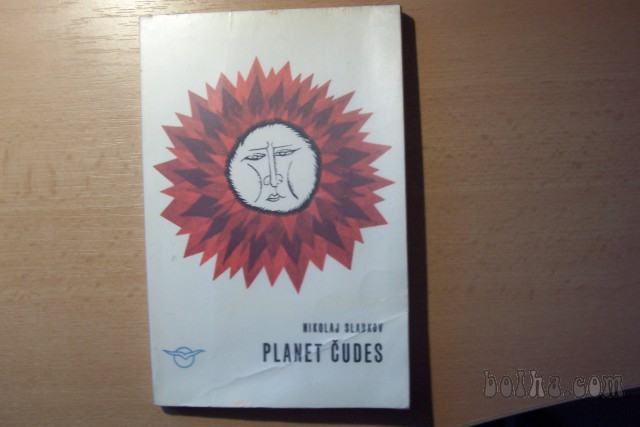 NIKOLAJ SLADKOV
PLANET ČUDES
bolha.com